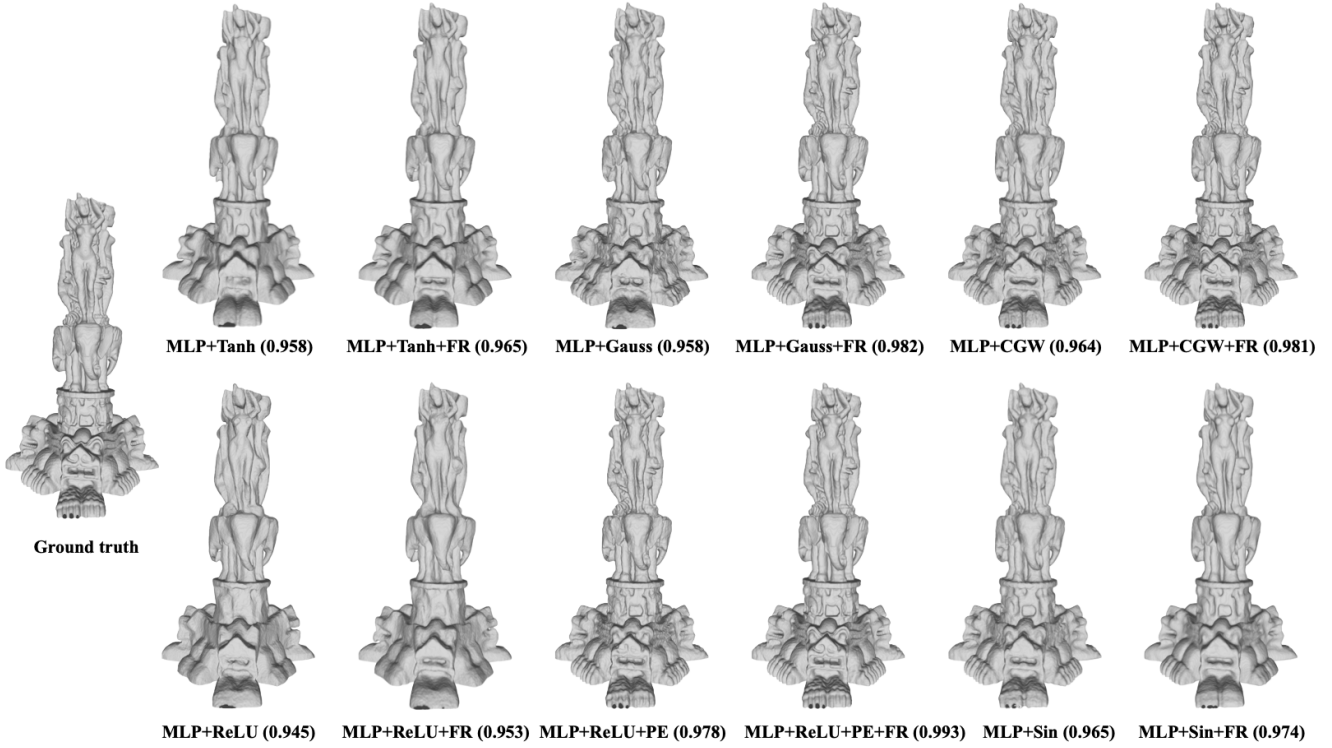 MLP+Tanh (0.958)
MLP+Tanh+FR (0.965)
MLP+Gauss (0.958)
MLP+Gauss+FR (0.982)
MLP+CGW (0.964)
MLP+CGW+FR (0.981)
Ground truth
MLP+ReLU (0.945)
MLP+ReLU+FR (0.953)
MLP+ReLU+PE (0.978)
MLP+ReLU+PE+FR (0.993)
MLP+Sin (0.965)
MLP+Sin+FR (0.974)